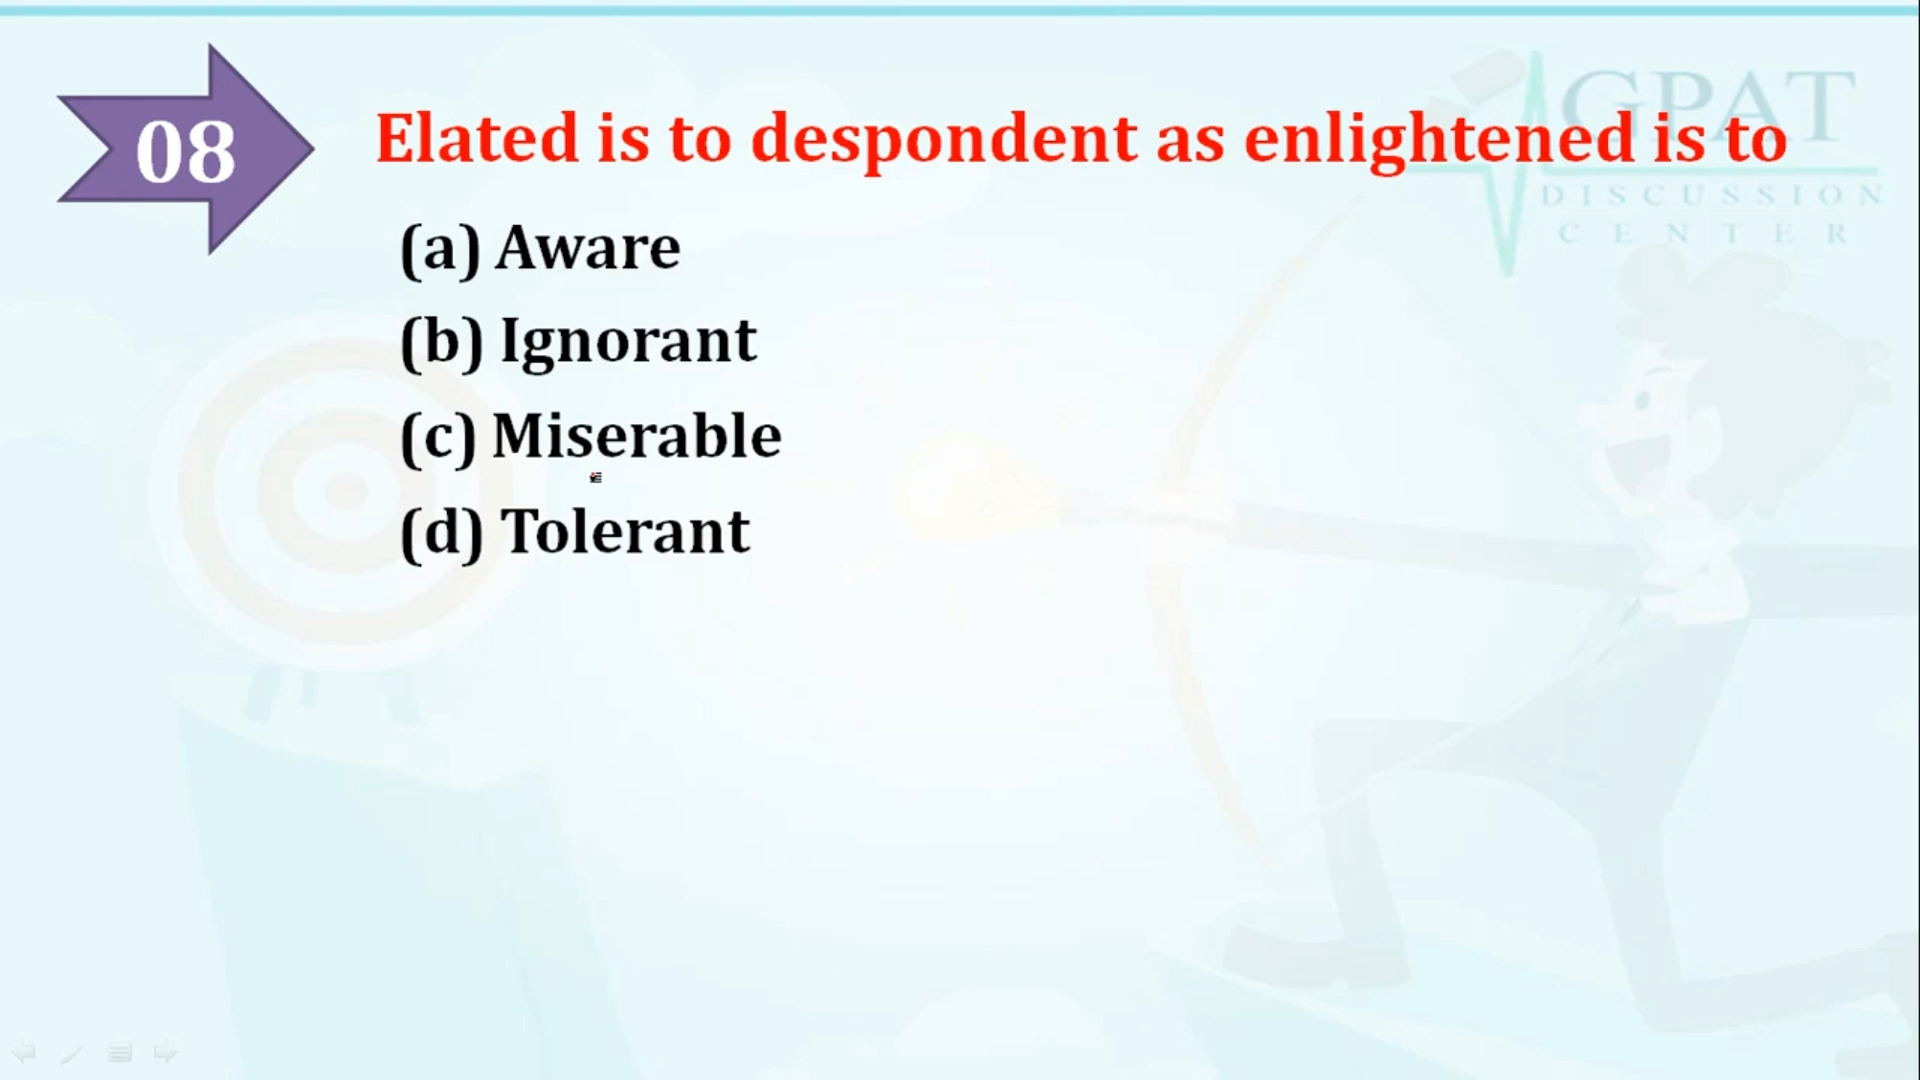 08
Elated is to despondent as enlightened is to
(a) Aware
(b) Ignorant
(c) Miserable
(d) Tolerant
GPAT
DISCUSSION
CENTER